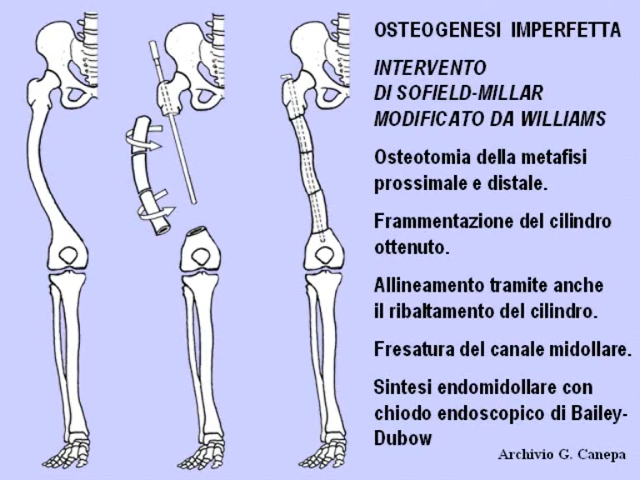 OSTEOGENESI IMPERFETTA
INTERVENTO
DI SOFIELD-MILLAR
MODIFICATO DA WILLIAMS
Osteotomia della metafisi
prossimale e distale.
Frammentazione del cilindro
ottenuto.
Allineamento tramite anche
il ribaltamento del cilindro.
Fresatura del canale midollare.
Sintesi endomidollare con
chiodo endoscopico di Bailey-
Dubow
Archivio G. Canepa